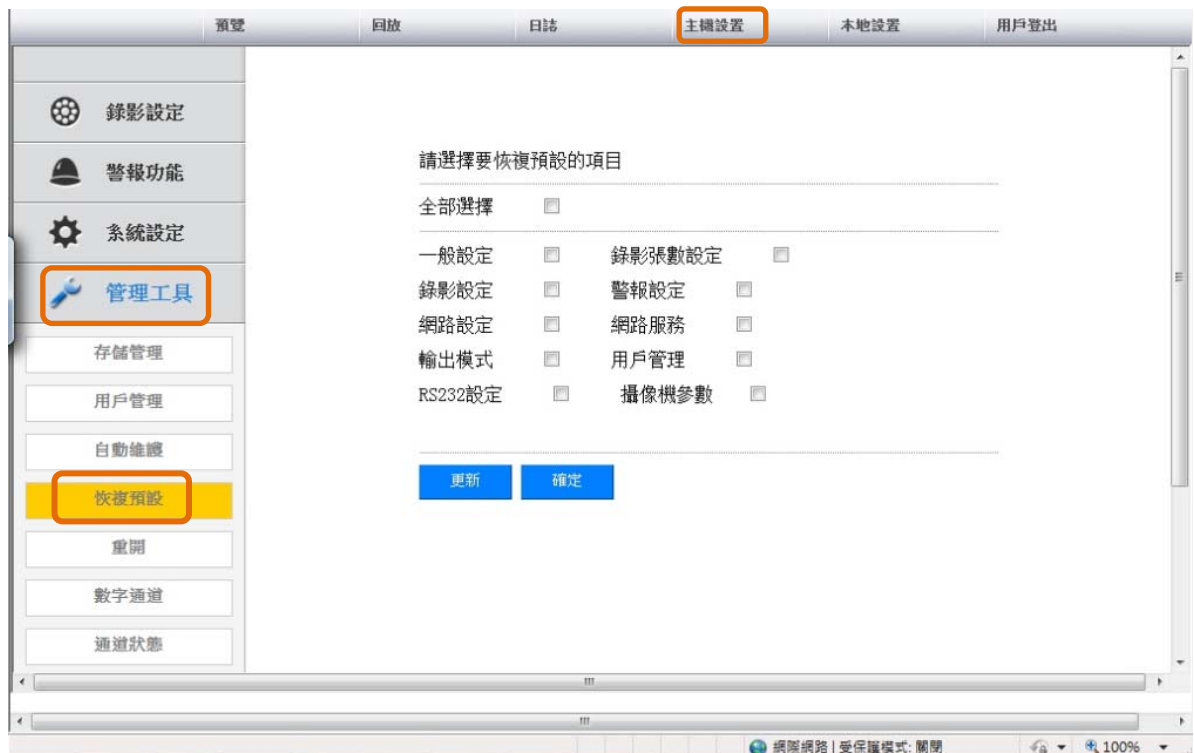 預覽 回放 日誌 主機設置 本地設置 用戶登出
錄影設定
警報功能
系統設定
管理工具
存儲管理
用戶管理
自動維護
恢復預設
重開
數字通道
通道狀態
請選擇要恢複預設的項目
全部選擇
一般設定 錄影張數設定
錄影設定 警報設定
網路設定 網路服務
輸出模式 用戶管理
RS232設定 攝像機參數
更新 確定
網際網路 | 受保護模式: 關閉 100%